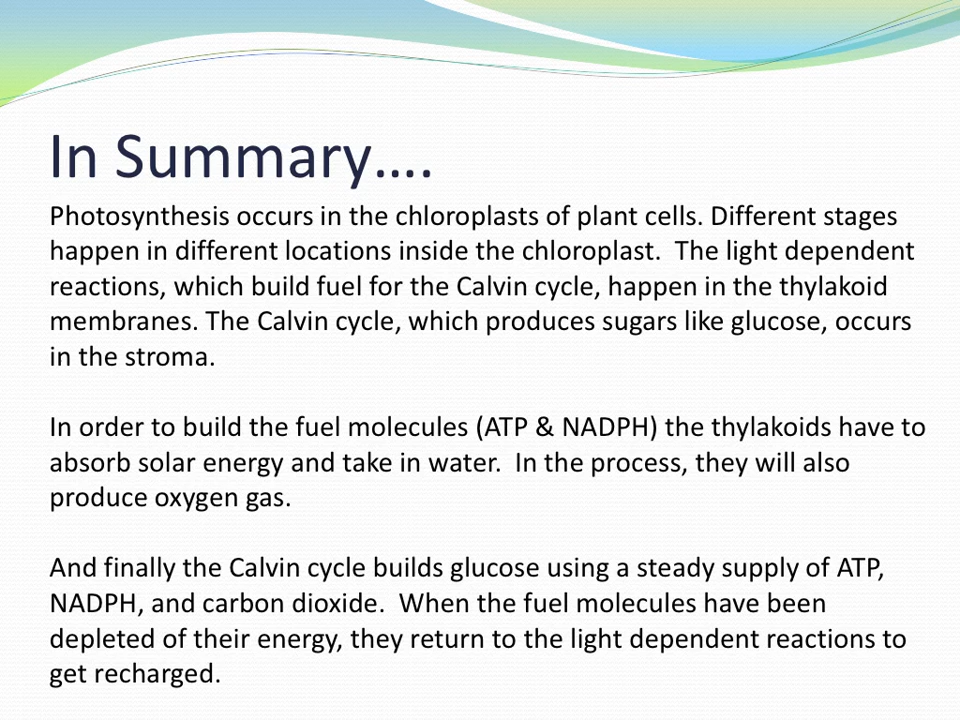 In Summary….
Photosynthesis occurs in the chloroplasts of plant cells. Different stages
happen in different locations inside the chloroplast.  The light dependent
reactions, which build fuel for the Calvin cycle, happen in the thylakoid
membranes. The Calvin cycle, which produces sugars like glucose, occurs
in the stroma.
In order to build the fuel molecules (ATP & NADPH) the thylakoids have to
absorb solar energy and take in water.  In the process, they will also
produce oxygen gas.
And finally the Calvin cycle builds glucose using a steady supply of ATP,
NADPH, and carbon dioxide.  When the fuel molecules have been
depleted of their energy, they return to the light dependent reactions to
get recharged.